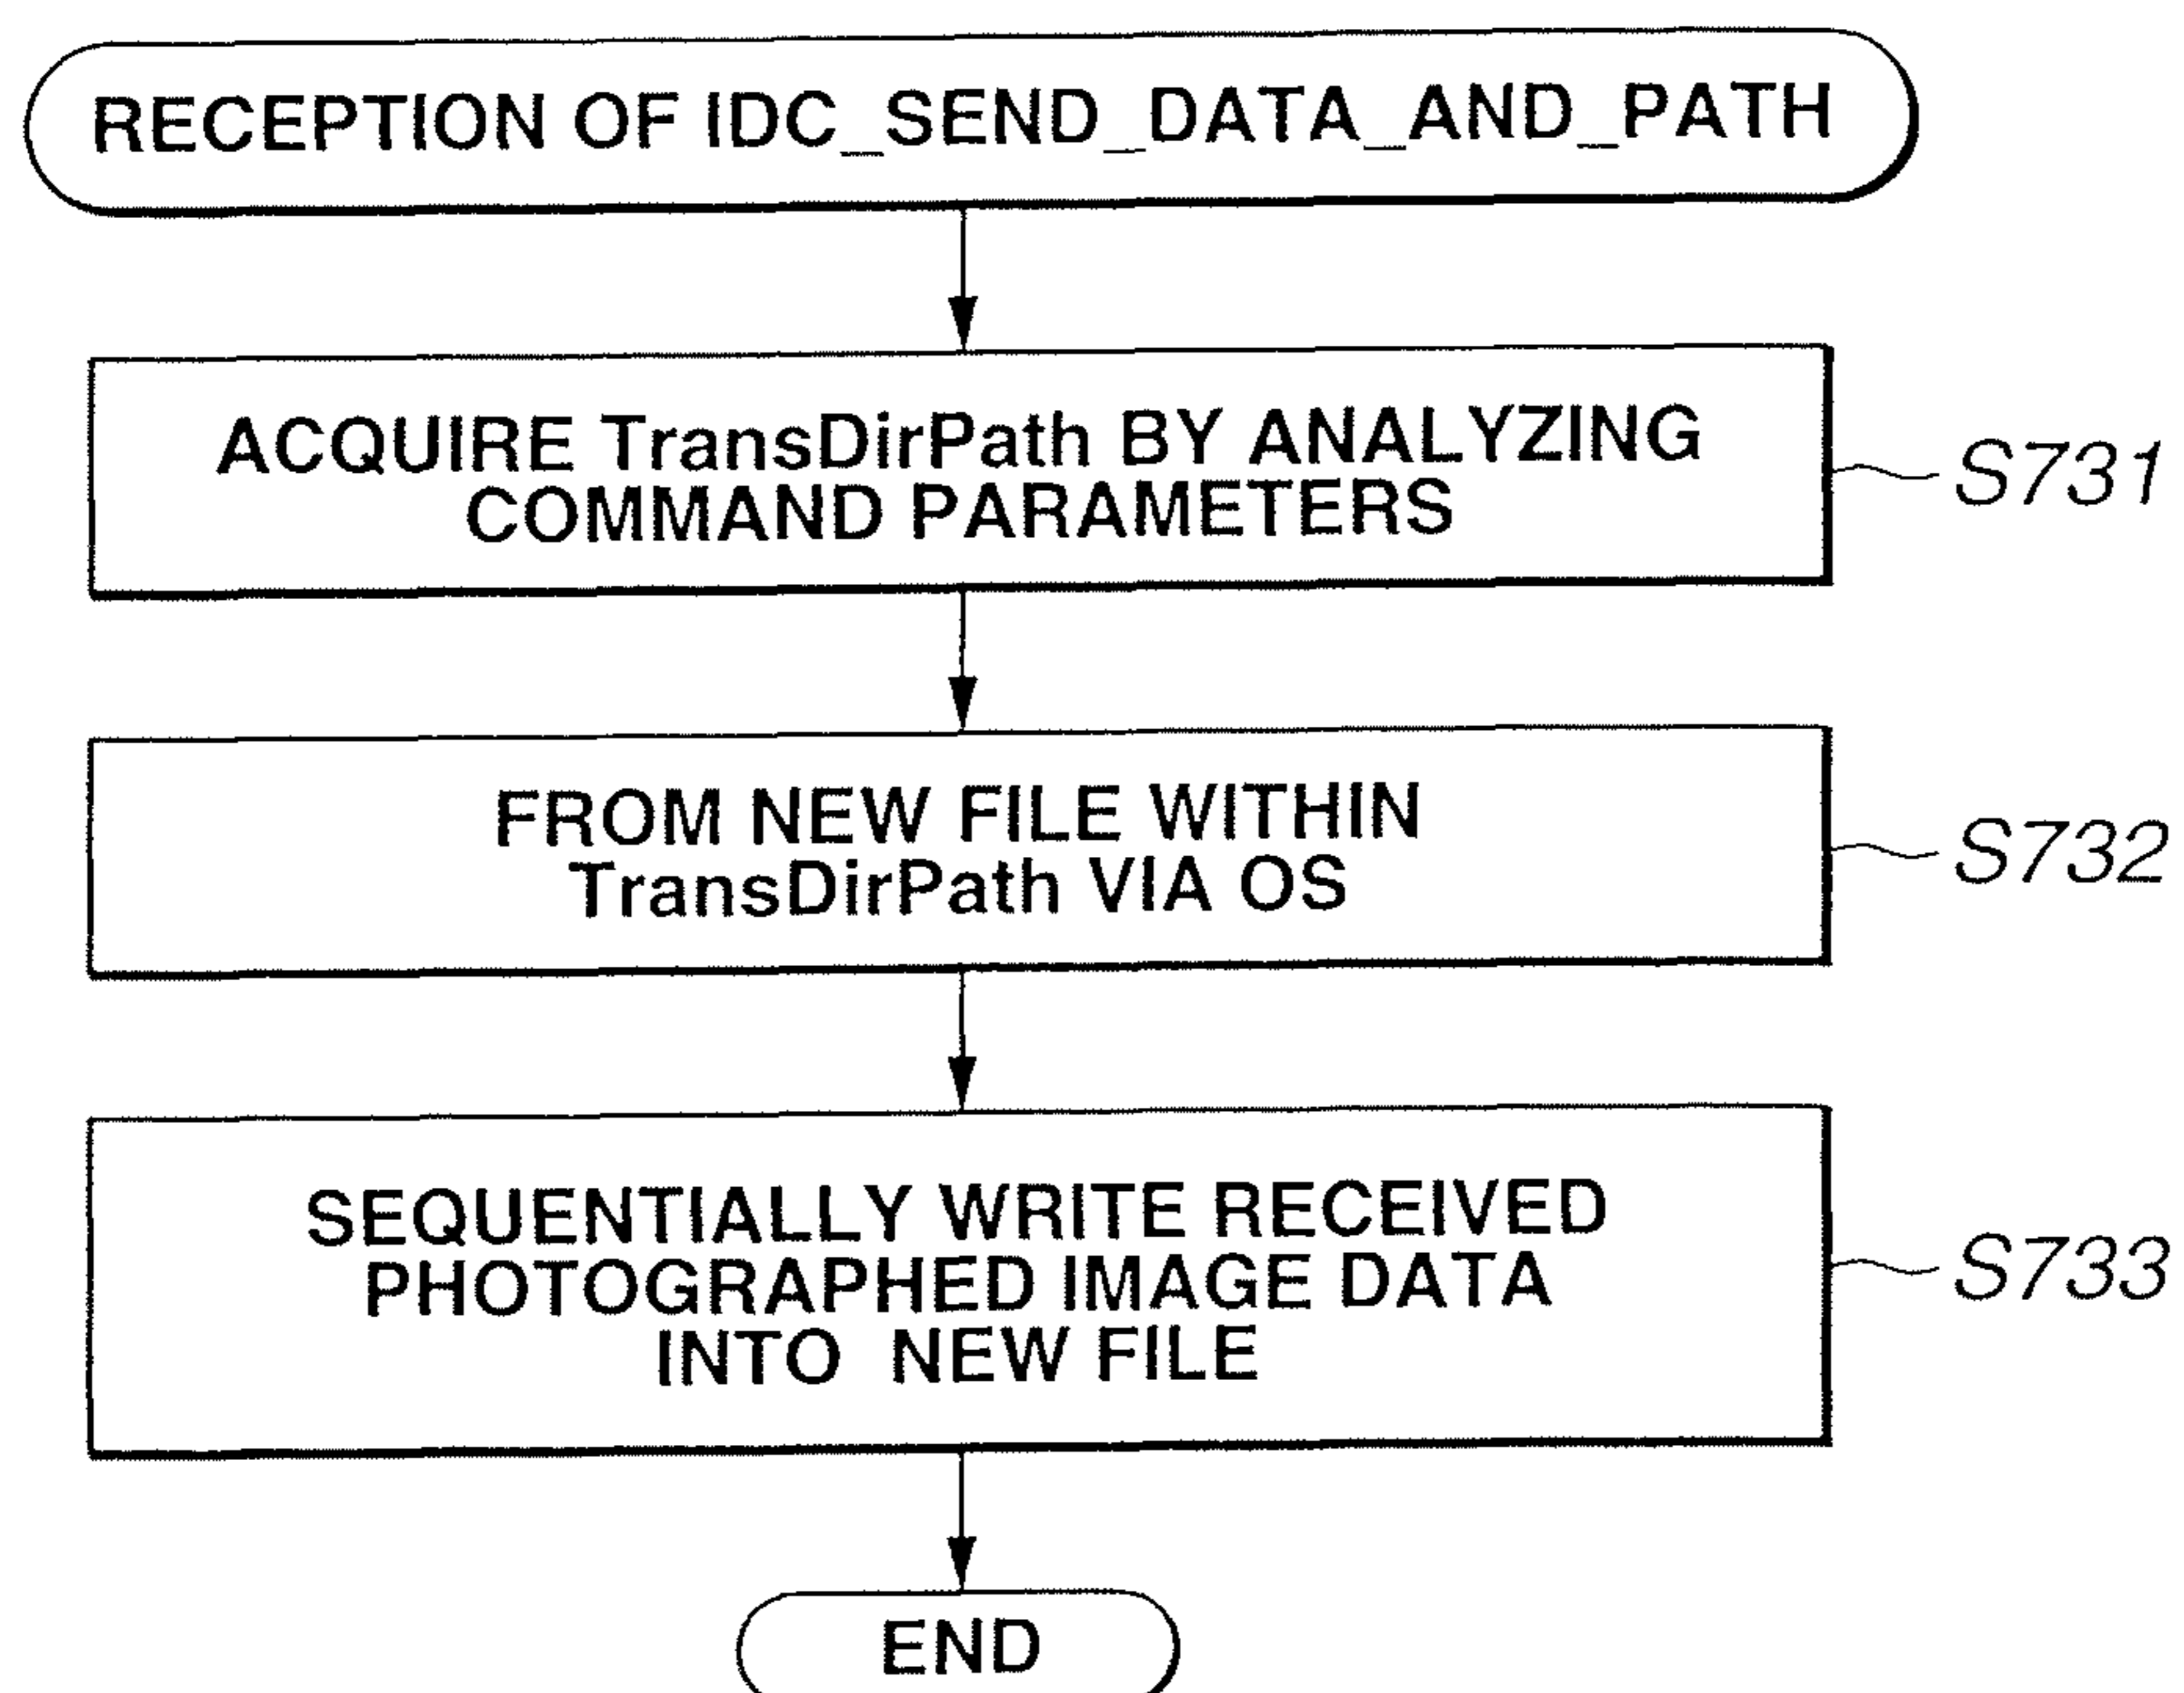 RECEPTION OF IDC_SEND_DATA_AND_PATH
ACQUIRE TransDirPath BY ANALYZING
COMMAND PARAMETERS
S731
FROM NEW FILE WITHIN
TransDirPath VIA OS
S732
SEQUENTIALLY WRITE RECEIVED
PHOTOGRAPHED IMAGE DATA
INTO NEW FILE
S733
END